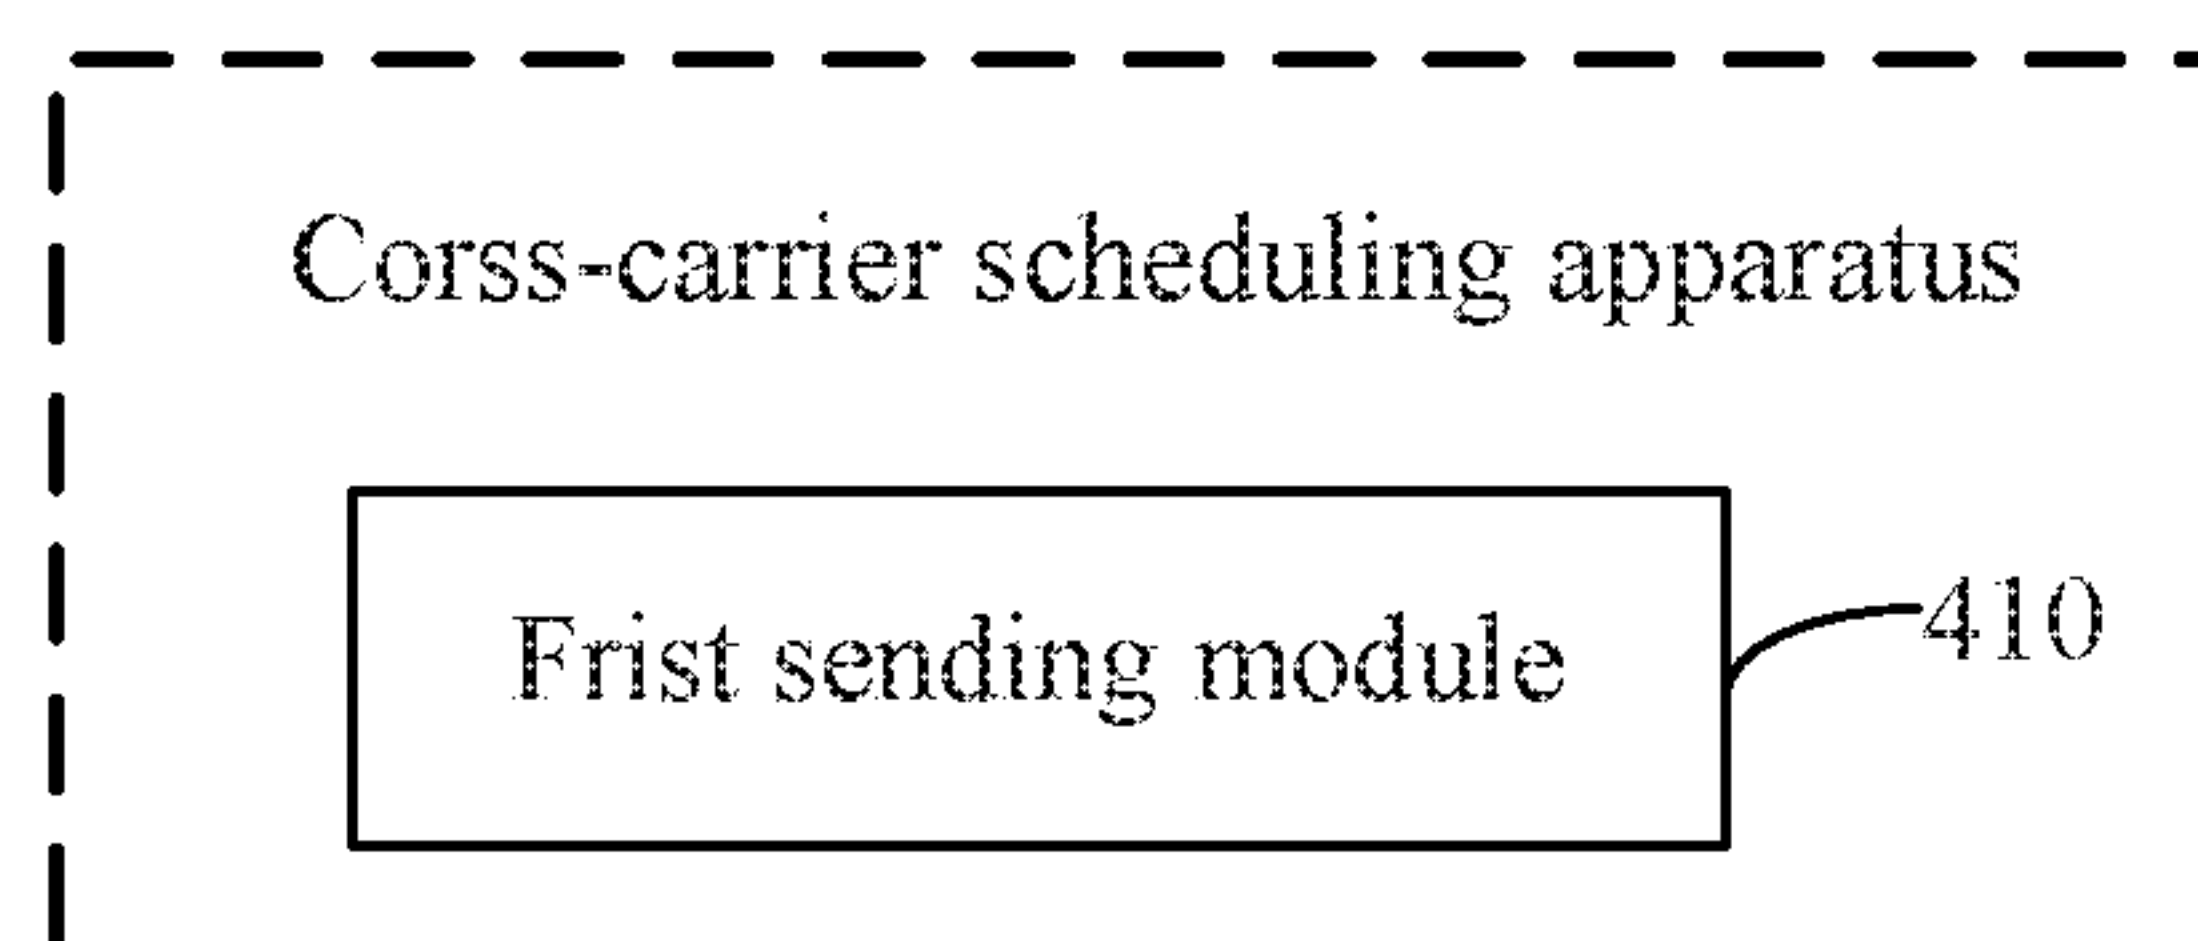 Corss-carrier scheduling apparatus
Frist sending module
410